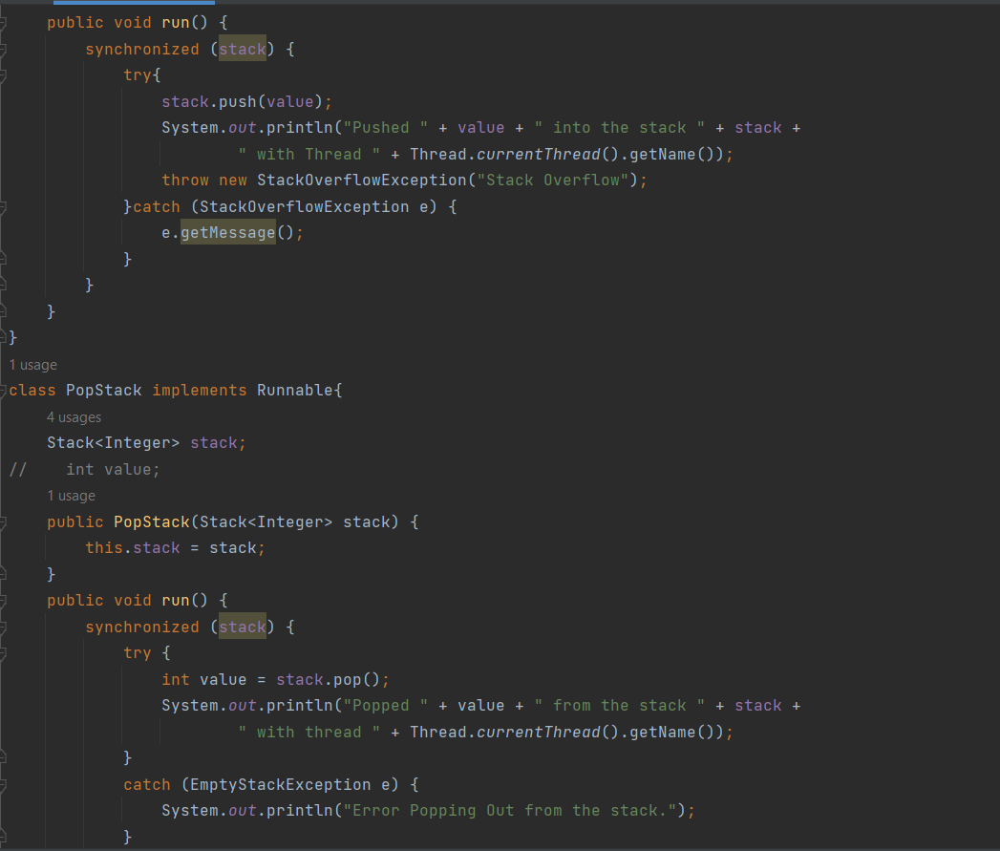 public void run() {
synchronized (stack) {
try{
stack.push(value);
System.out.println("Pushed " + value + " into the stack " + stack +
" with Thread " + Thread.currentThread().getName());
throw new StackOverflowException("Stack Overflow");
}catch (StackOverflowException e) {
e.getMessage();
}
}
}
}
1 usage
class PopStack implements Runnable{
4 usages
Stack<Integer> stack;
// int value;
1 usage
public PopStack(Stack<Integer> stack) {
this.stack = stack;
}
public void run() {
synchronized (stack) {
try {
int value = stack.pop();
System.out.println("Popped " + value + " from the stack " + stack +
" with thread " + Thread.currentThread().getName());
}
catch (EmptyStackException e) {
System.out.println("Error Popping Out from the stack.");
}